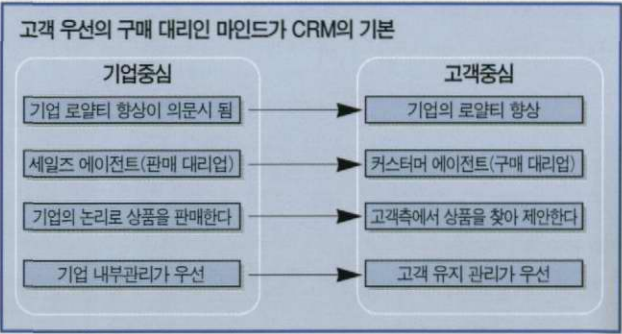 고객 우선의 구매 대리인 마인드가 CRM의 기본
기업중심
고객중심
기업 로얄티 향상이 의문시 됨
기업의 로얄티 향상
세일즈 에이전트(판매 대리업)
커스터머 에이전트(구매 대리업)
기업의 논리로 상품을 판매한다
고객측에서 상품을 찾아 제안한다
기업 내부관리가 우선
고객 유지 관리가 우선